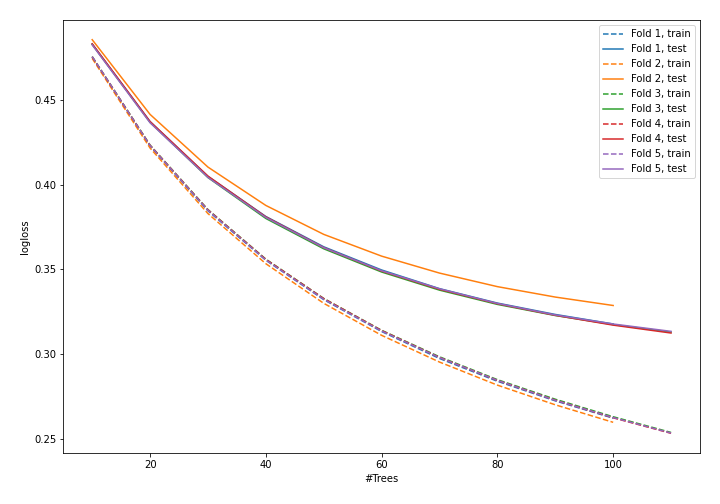 Fold 1, train
Fold 1, test
Fold 2, train
Fold 2, test
Fold 3, train
Fold 3, test
Fold 4, train
Fold 4, test
Fold 5, train
Fold 5, test
0.45
0.40
0.35
0.30
0.25
logloss
20
40
60
80
100
#Trees